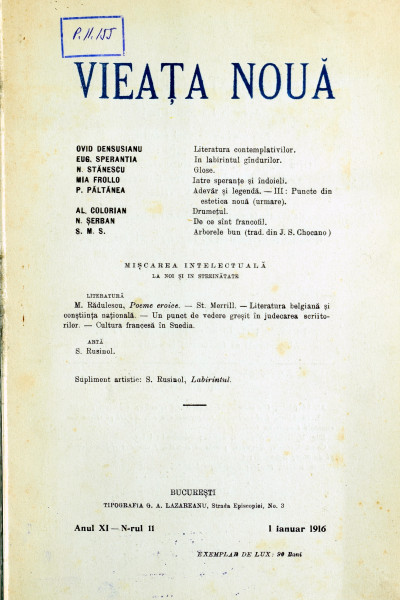 P. II. 155
VIEAȚA NOUĂ
OVID DENSUSIANU Literatura contemplativilor.
EUG. SPERANTIA In labirintul gîndurilor.
N. STĂNESCU Glose.
MIA FROLLO Intre speranțe și îndoieli.
P. PĂLTĂNEA Adevăr și legendă. — III: Puncte din
estetica nouă (urmare).
AL. COLORIAN Drumețul.
N. ȘERBAN De ce sînt francofil.
S. M. S. Arborele bun (trad. din J. S. Chocano)
MIȘCAREA INTELECTUALĂ
LA NOI ȘI IN STREINĂTATE
LITERATURĂ
M. Rădulescu, Poeme eroice. — St. Merrill. — Literatura belgiană și
conștiința națională. — Un punct de vedere greșit în judecarea scriito-
rilor. — Cultura francesă în Suedia.
ARTĂ
S. Rusinol.
Supliment artistic: S. Rusinol, Labirintul.
BUCUREȘTI
TIPOGRAFIA G. A. LAZAREANU, Strada Episcopiei, No. 3
Anul XI — N-rul 11 1 ianuar 1916
EXEMPLAR DE LUX: 90 Bani